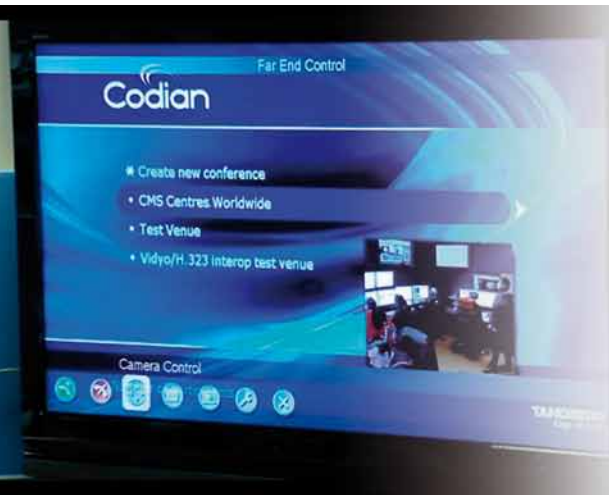 Far End Control
Codian
Create new conference
CMS Centres Worldwide
Test Venue
Vidyo/H.323 interop test venue
Camera Control